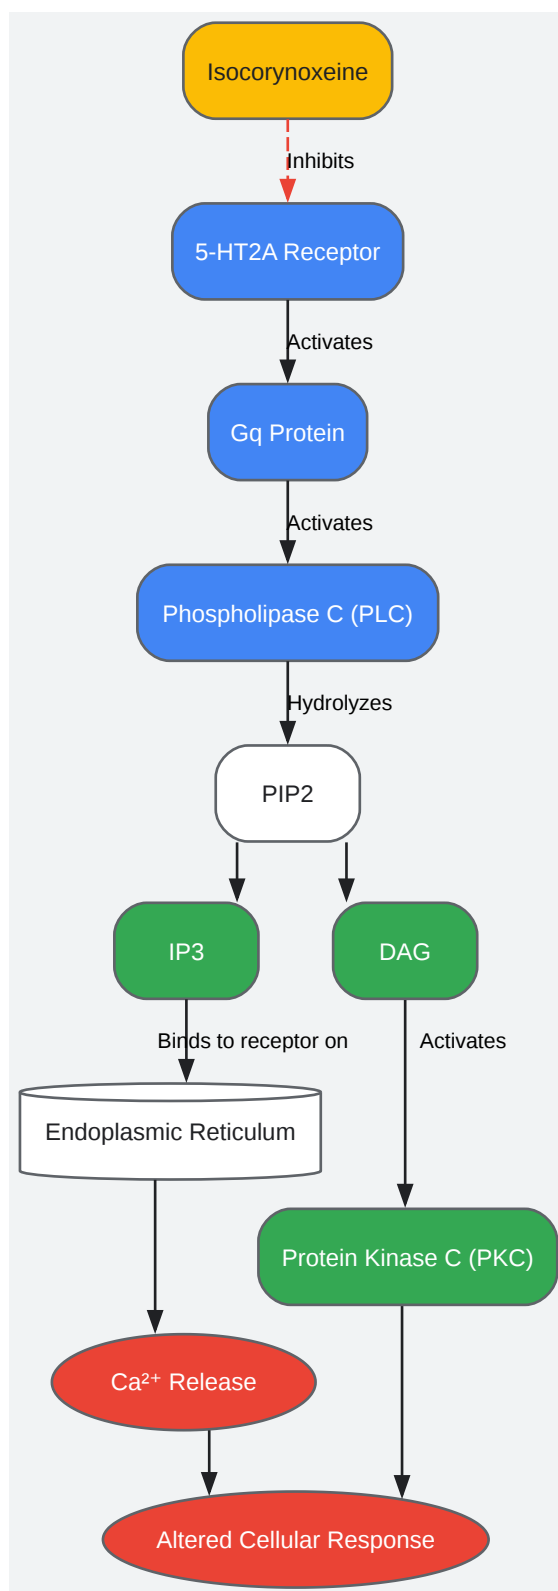 Isocorynoxeine
Inhibits
5-HT2A Receptor
Activates
Gq Protein
Activates
Phospholipase C (PLC)
Hydrolyzes
PIP2
IP3
DAG
Binds to receptor on
Activates
Endoplasmic Reticulum
Protein Kinase C (PKC)
Ca²⁺ Release
Altered Cellular Response